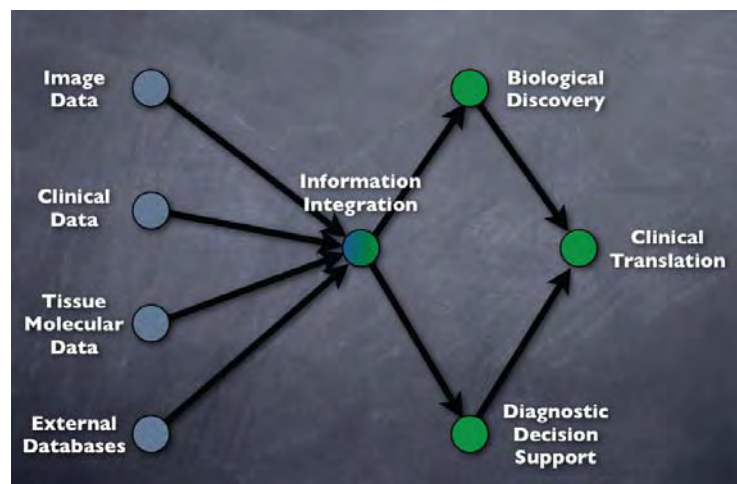 Image
Data
Clinical
Data
Tissue
Molecular
Data
External
Databases
Information
Integration
Biological
Discovery
Clinical
Translation
Diagnostic
Decision
Support